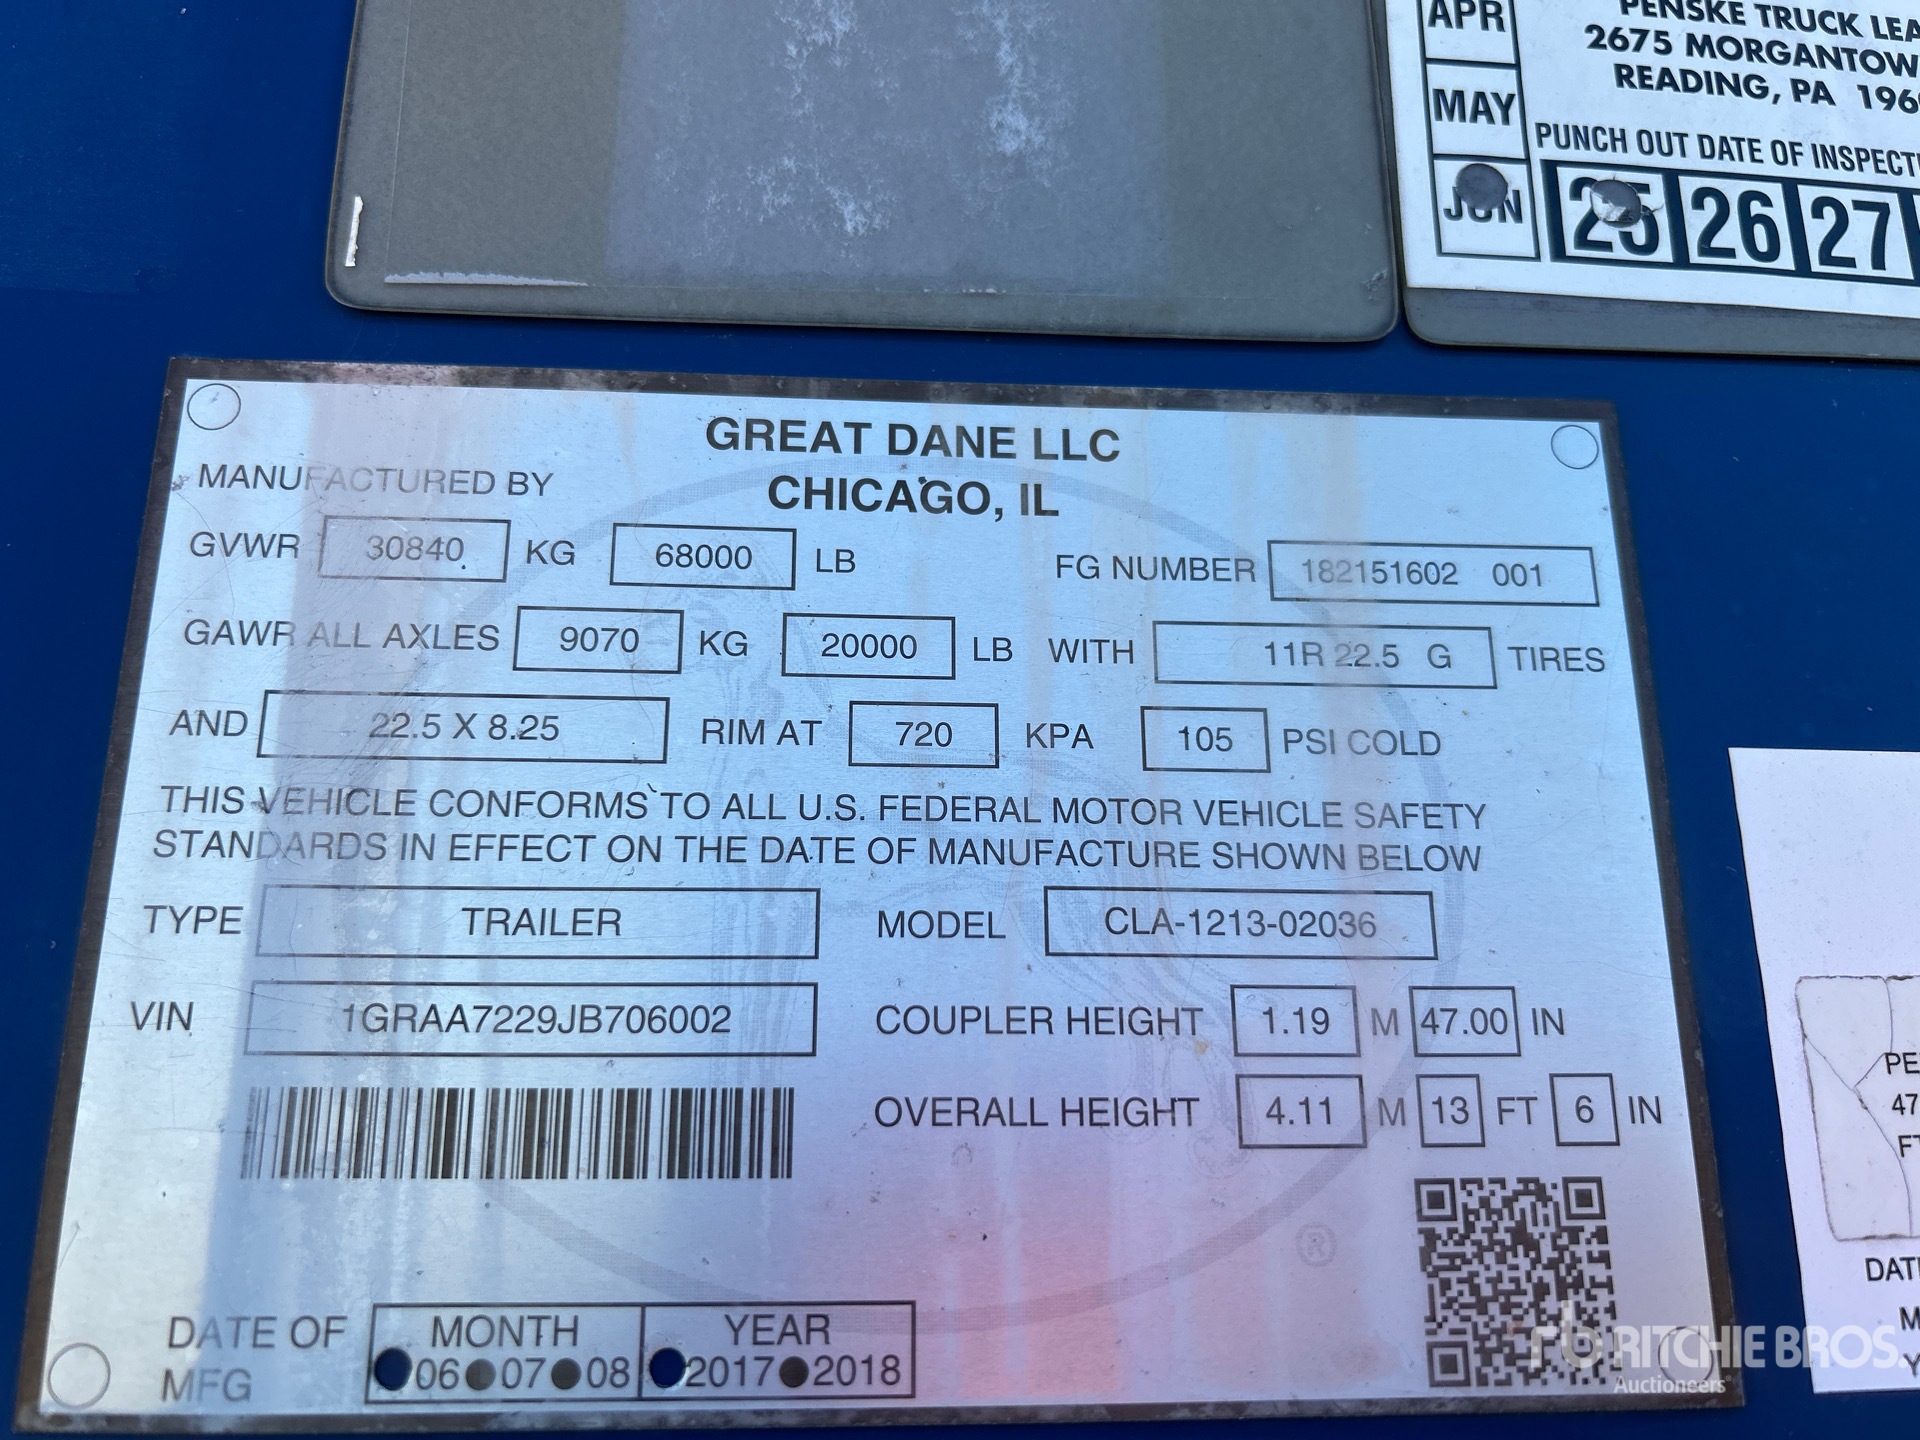 APR
MAY
JUN
PENSKE TRUCK
2675
READING, PA
PUNCH OUT DATE OF
25 26 27
GREAT DANE LLC
MANUFACTURED BY CHICAGO, IL
GVWR 30840 KG 68000 LB FG NUMBER 182151602 001
GAWR ALL AXLES 9070 KG 20000 LB WITH 11R 22.5 G TIRES
AND 22.5 X 8.25 RIM AT 720 KPA 105 PSI COLD
THIS VEHICLE CONFORMS TO ALL U.S. FEDERAL MOTOR VEHICLE SAFETY
STANDARDS IN EFFECT ON THE DATE OF MANUFACTURE SHOWN BELOW
TYPE TRAILER MODEL CLA-1213-02036
VIN 1GRAA7229JB706002 COUPLER HEIGHT 1.19 M 47.00 IN
OVERALL HEIGHT 4.11 M 13 FT 6 IN
®
DATE OF MFG
MONTH YEAR
06 07 08 2017 2018
rb RITCHIE BROS.
Auctioneers